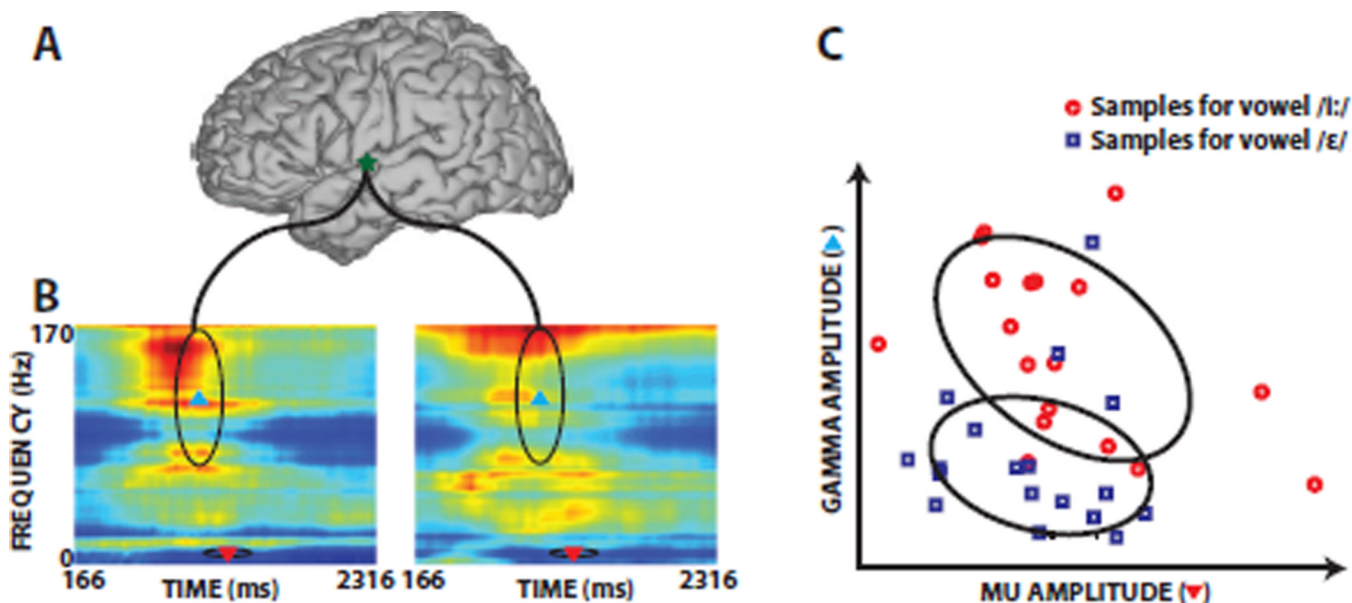 A
B
170
FREQUENCY (Hz)
0
166
TIME (ms)
2316
166
TIME (ms)
2316
C
Samples for vowel /I:/
Samples for vowel /ε/
GAMMA AMPLITUDE (▲)
MU AMPLITUDE (▼)